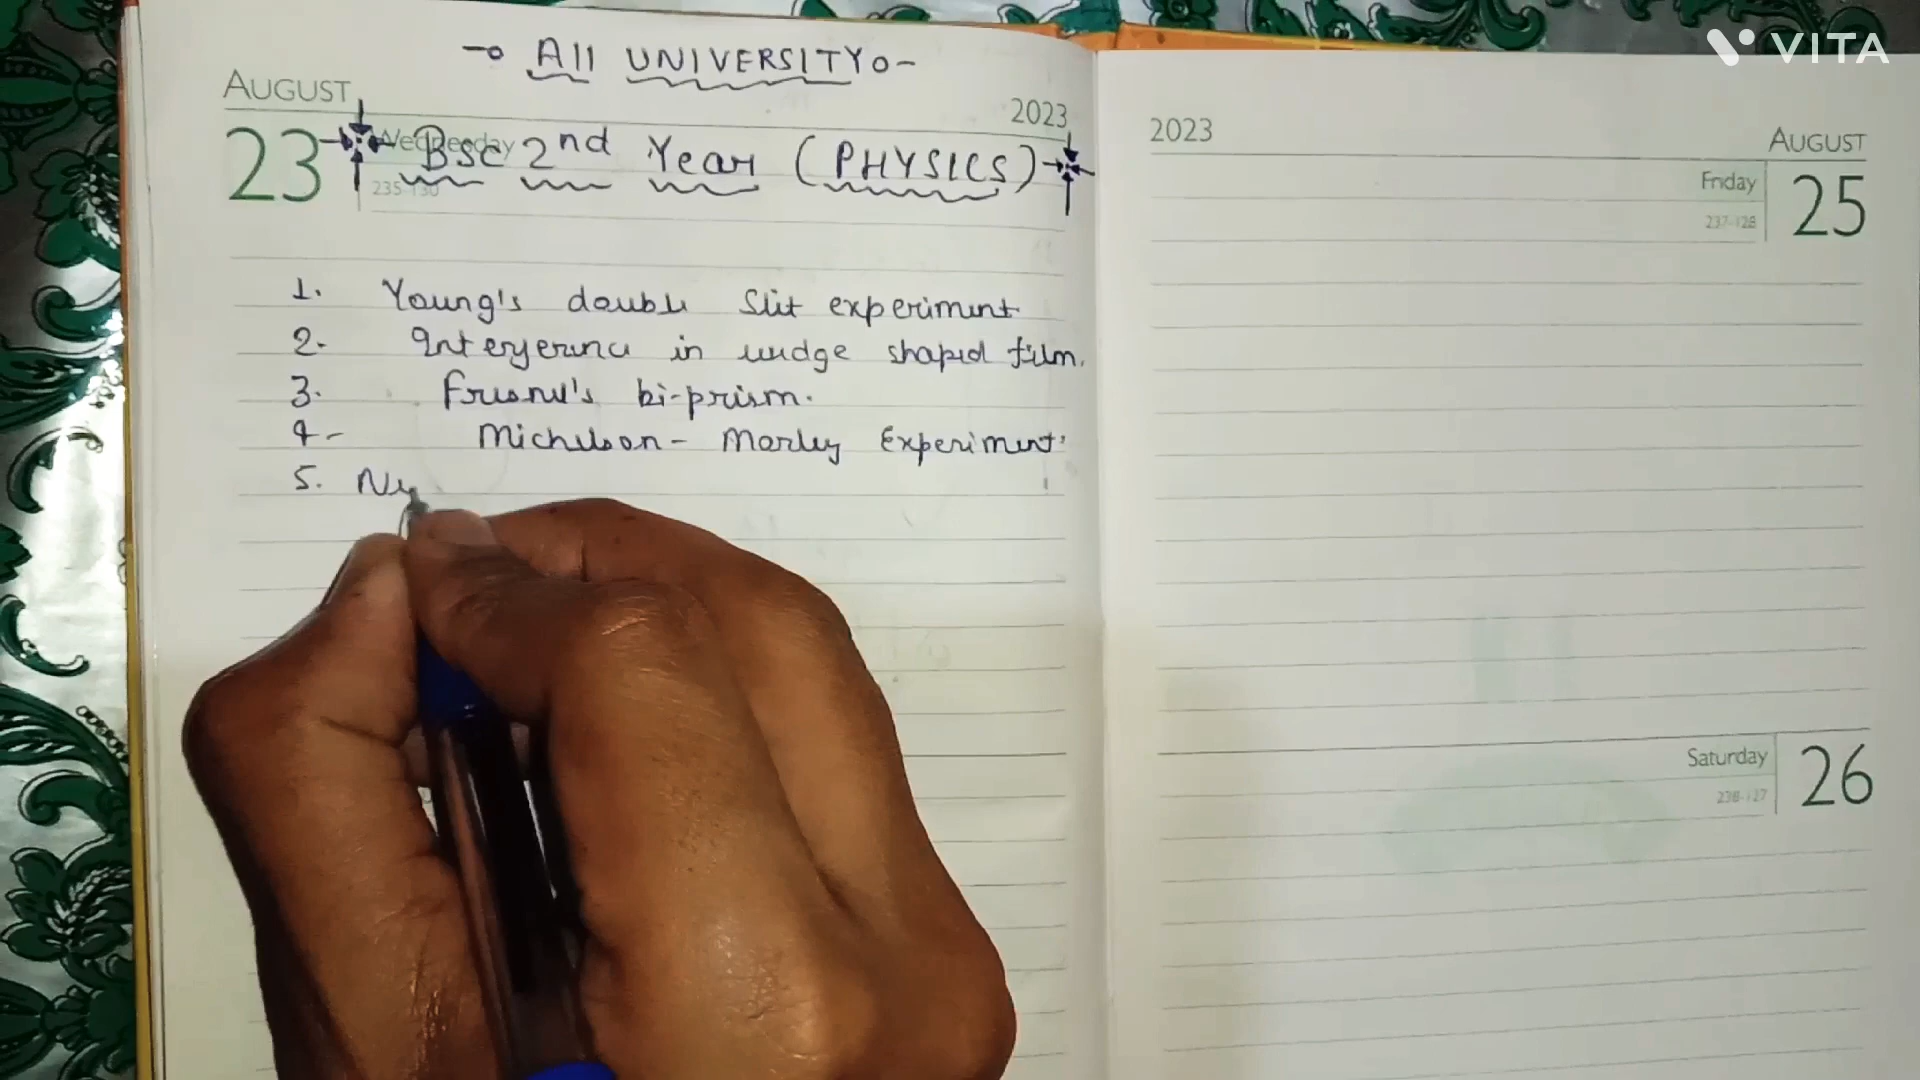 VITA
-o All UNIVERSITY o-
AUGUST
2023
23
Wednesday
235-130
Bsc 2nd Year (PHYSICS)
1. Young's double Slit experiment
2. Interference in wedge shaped film.
3. Fresnel's bi-prism.
4- Michelson - Morley Experiment.
5. Ne
2023
AUGUST
Friday
25
237-128
Saturday
26
238-127